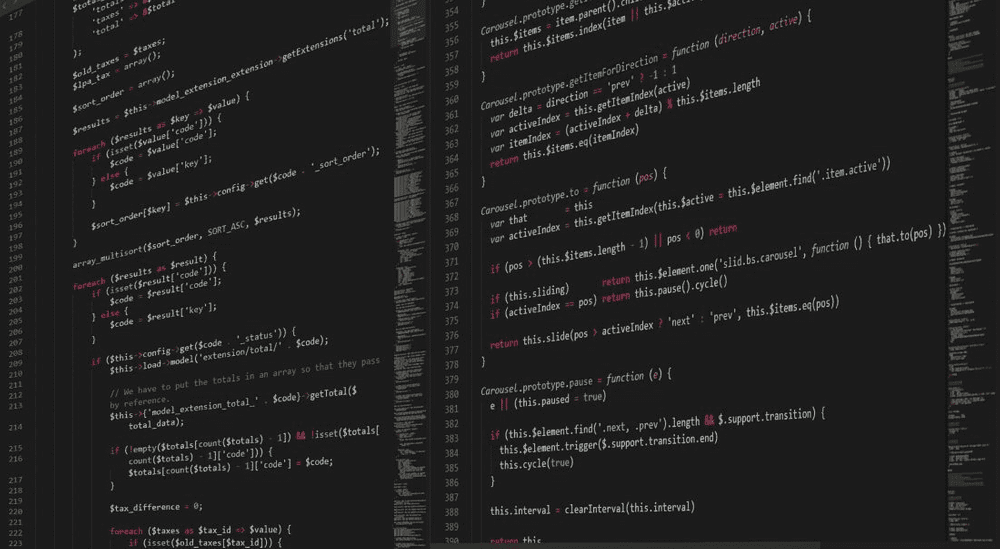 177
'totals' => &$totals
'taxes' =>
178
'total' => &$total
179
);
180
181
$old_taxes = $taxes;
182
$lpa_tax = array();
183
184
$sort_order = array();
185
186
$results = $this->model_extension_extension->getExtensions('total');
187
188
foreach ($results as $key => $value) {
189
if (isset($value['code'])) {
190
$code = $value['code'];
191
} else {
192
$code = $value['key'];
193
}
194
195
$sort_order[$key] = $this->config->get($code . '_sort_order');
196
}
197
198
array_multisort($sort_order, SORT_ASC, $results);
199
200
foreach ($results as $result) {
201
if (isset($result['code'])) {
202
$code = $result['code'];
203
} else {
204
$code = $result['key'];
205
}
206
207
if ($this->config->get($code . '_status')) {
208
$this->load->model('extension/total/' . $code);
209
210
211
// We have to put the totals in an array so that they pass
212
by reference.
213
$this->{'model_extension_total_' . $code}->getTotal($
total_data);
214
215
if (!empty($totals[count($totals) - 1]) && !isset($totals[
count($totals) - 1]['code'])) {
216
$totals[count($totals) - 1]['code'] = $code;
217
}
218
219
$tax_difference = 0;
220
221
foreach ($taxes as $tax_id => $value) {
222
if (isset($old_taxes[$tax_id])) {
223
354
355
this.$items = item.parent().
356
return this.$items.index(item || this.$
357
}
358
359
Carousel.prototype.getItemForDirection = function (direction, active) {
360
var delta = direction == 'prev' ? -1 : 1
361
var activeIndex = this.getItemIndex(active)
362
var itemIndex = (activeIndex + delta) % this.$items.length
363
return this.$items.eq(itemIndex)
364
}
365
366
Carousel.prototype.to = function (pos) {
367
var that = this
368
var activeIndex = this.getItemIndex(this.$active = this.$element.find('.item.active'))
369
370
if (pos > (this.$items.length - 1) || pos < 0) return
371
372
if (this.sliding) return this.$element.one('slid.bs.carousel', function () { that.to(pos) })
373
if (activeIndex == pos) return this.pause().cycle()
374
375
return this.slide(pos > activeIndex ? 'next' : 'prev', this.$items.eq(pos))
376
}
377
378
Carousel.prototype.pause = function (e) {
379
e || (this.paused = true)
380
381
if (this.$element.find('.next, .prev').length && $.support.transition) {
382
this.$element.trigger($.support.transition.end)
383
this.cycle(true)
384
}
385
386
387
this.interval = clearInterval(this.interval)
388
389
return this
390